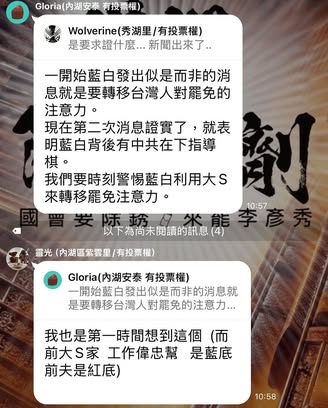 Gloria(內湖安泰 有投票權)
Wolverine(秀湖里/有投票權)
是要求證什麼... 新聞出來了..
一開始藍白發出似是而非的消
息就是要轉移台灣人對罷免的
注意力。
現在第二次消息證實了，就表
明藍白背後有中共在下指導
棋。
我們要時刻警惕藍白利用大Ｓ
來轉移罷免注意力。
10:57
劑
國會要除銹 來能李彥秀
以下為尚未閱讀的訊息 (4)
靈光 (內湖區紫雲里/有投票權)
Gloria(內湖安泰 有投票權)
一開始藍白發出似是而非的消息就
是要轉移台灣人對罷免的注意力...
我也是第一時間想到這個 (而
前大Ｓ家 工作偉忠幫 是藍底
前夫是紅底)
10:58